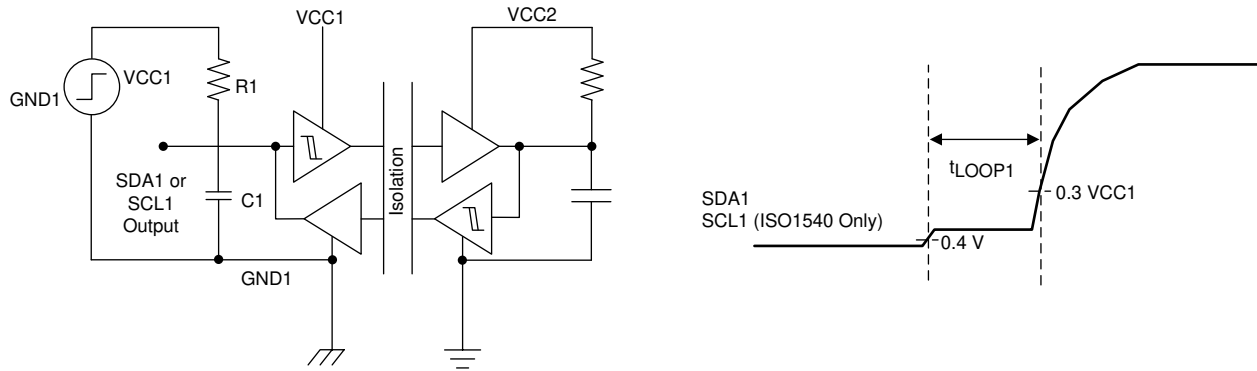 VCC1
VCC2
VCC1
R1
GND1
SDA1 or
SCL1
Output
C1
Isolation
GND1
tLOOP1
SDA1
SCL1 (ISO1540 Only)
0.3 VCC1
0.4 V